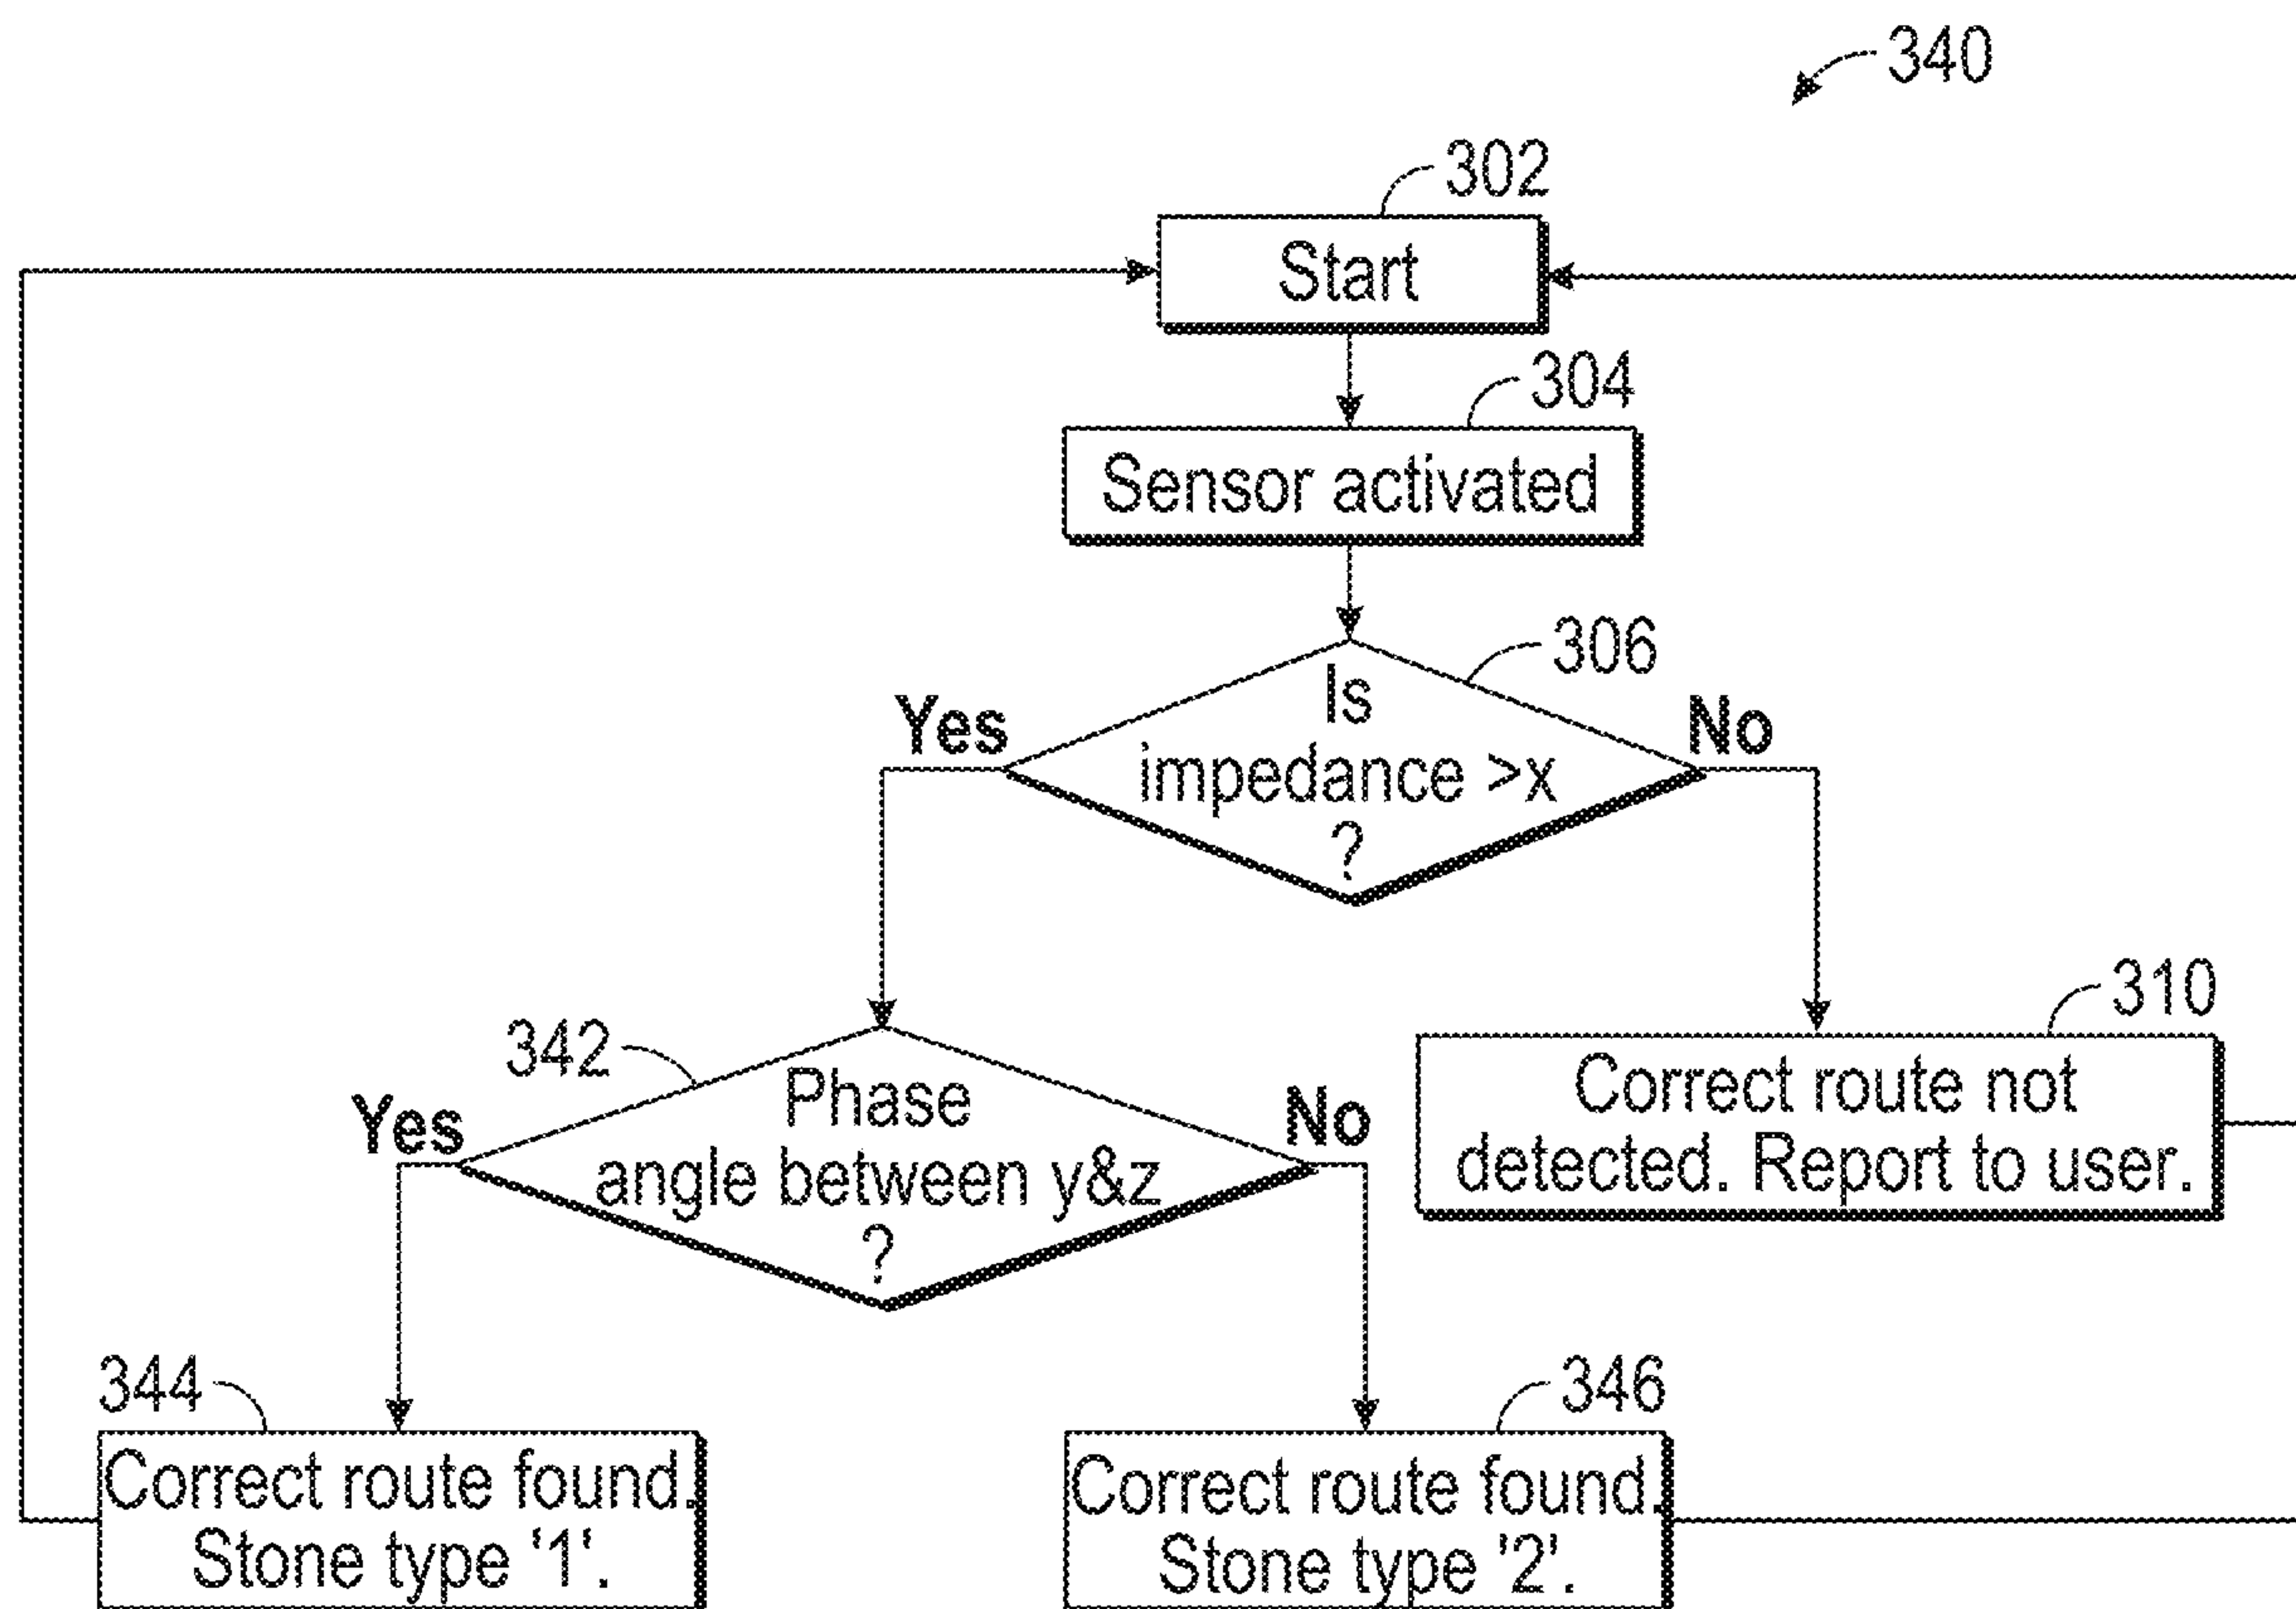 340
302
Start
304
Sensor activated
306
Is
impedance >x
?
Yes
No
342
Phase
angle between y&z
?
Yes
No
310
Correct route not
detected. Report to user.
344
Correct route found.
Stone type '1'.
346
Correct route found.
Stone type '2'.